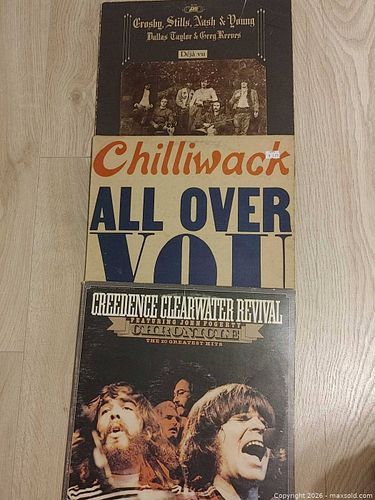 Crosby, Stills, Nash & Young
Dallas Taylor & Greg Reeves
Déjà vu
Chilliwack
ALL OVER
YOU
CREEDENCE CLEARWATER REVIVAL
FEATURING JOHN FOGERTY
CHRONICLE
THE 20 GREATEST HITS
Copyright 2026 - maxsold.com